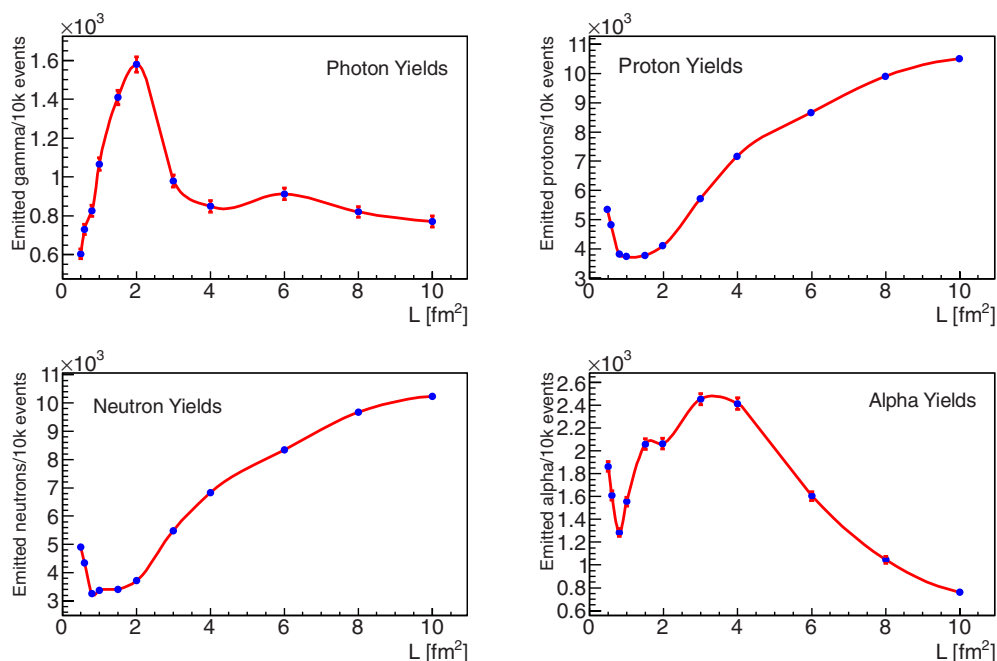 ×10³
Photon Yields
Emitted gamma/10k events
1.6
1.4
1.2
1
0.8
0.6
0 2 4 6 8 10
L [fm²]
×10³
Proton Yields
Emitted protons/10k events
11
10
9
8
7
6
5
4
3
0 2 4 6 8 10
L [fm²]
×10³
Neutron Yields
Emitted neutrons/10k events
11
10
9
8
7
6
5
4
3
0 2 4 6 8 10
L [fm²]
×10³
Alpha Yields
Emitted alpha/10k events
2.6
2.4
2.2
2
1.8
1.6
1.4
1.2
1
0.8
0.6
0 2 4 6 8 10
L [fm²]